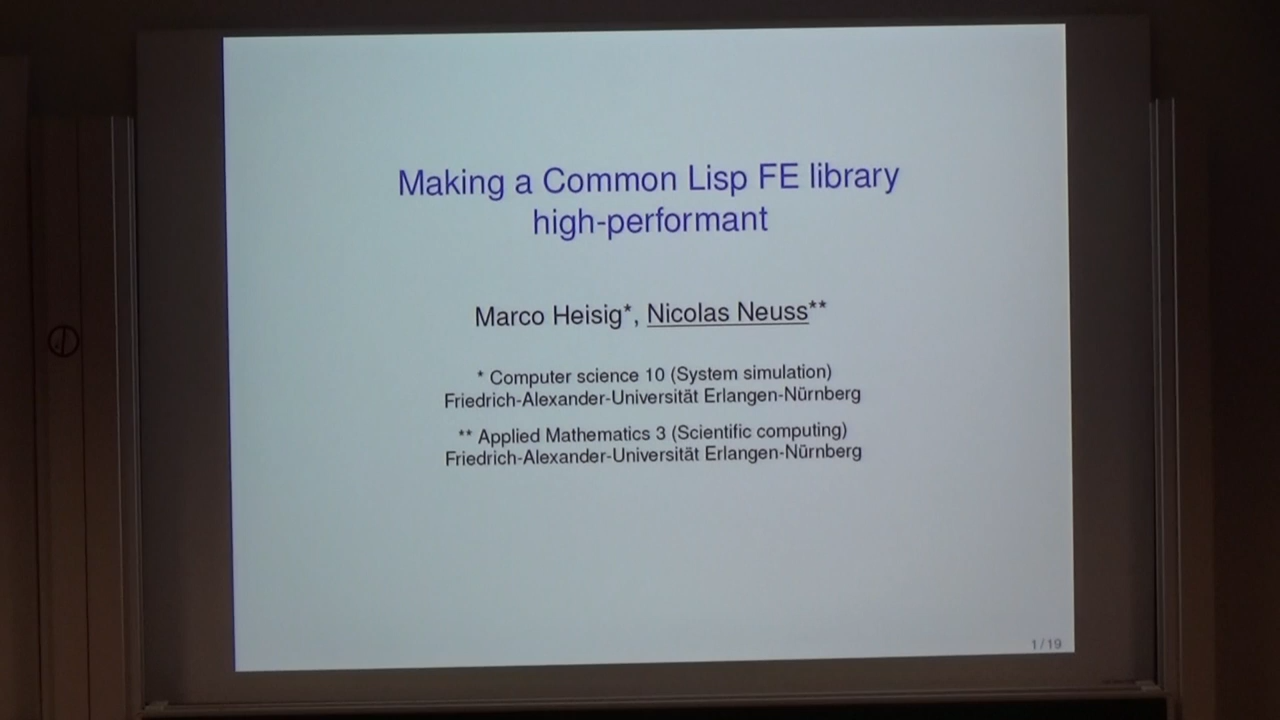 Making a Common Lisp FE library
high-performant
Marco Heisig*, Nicolas Neuss**
* Computer science 10 (System simulation)
Friedrich-Alexander-Universität Erlangen-Nürnberg
** Applied Mathematics 3 (Scientific computing)
Friedrich-Alexander-Universität Erlangen-Nürnberg
1 / 19